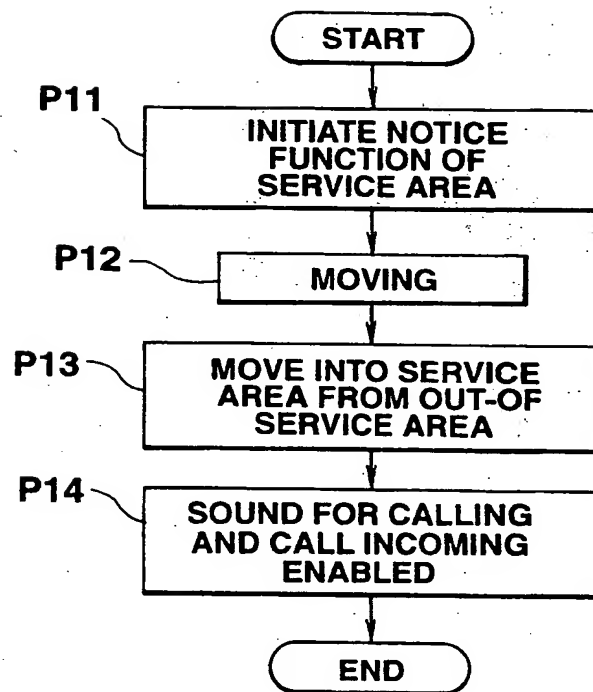 START
P11
INITIATE NOTICE
FUNCTION OF
SERVICE AREA
P12
MOVING
P13
MOVE INTO SERVICE
AREA FROM OUT-OF
SERVICE AREA
P14
SOUND FOR CALLING
AND CALL INCOMING
ENABLED
END